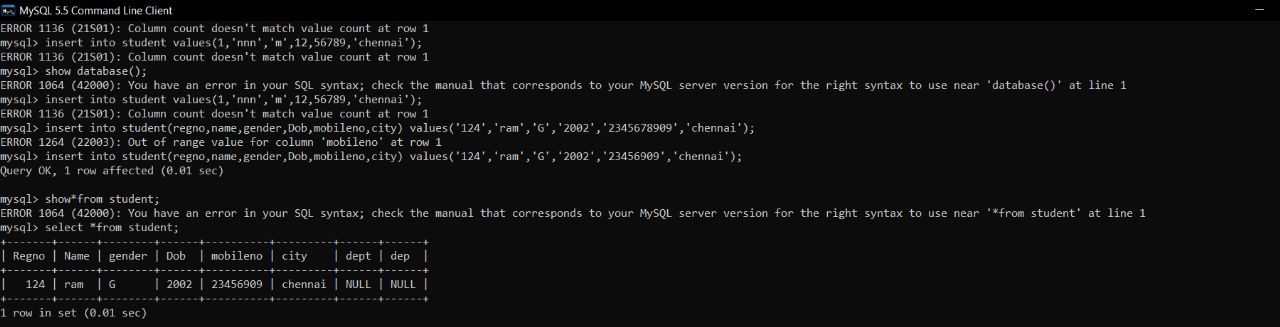 MySQL 5.5 Command Line Client
ERROR 1136 (21S01): Column count doesn't match value count at row 1
mysql> insert into student values(1,'nnn','m',12,56789,'chennai');
ERROR 1136 (21S01): Column count doesn't match value count at row 1
mysql> show database();
ERROR 1064 (42000): You have an error in your SQL syntax; check the manual that corresponds to your MySQL server version for the right syntax to use near 'database()' at line 1
mysql> insert into student values(1,'nnn','m',12,56789,'chennai');
ERROR 1136 (21S01): Column count doesn't match value count at row 1
mysql> insert into student(regno,name,gender,Dob,mobileno,city) values('124','ram','G','2002','2345678909','chennai');
ERROR 1264 (22003): Out of range value for column 'mobileno' at row 1
mysql> insert into student(regno,name,gender,Dob,mobileno,city) values('124','ram','G','2002','23456909','chennai');
Query OK, 1 row affected (0.01 sec)
mysql> show*from student;
ERROR 1064 (42000): You have an error in your SQL syntax; check the manual that corresponds to your MySQL server version for the right syntax to use near '*from student' at line 1
mysql> select *from student;
+-------+------+--------+------+----------+---------+------+------+
| Regno | Name | gender | Dob  | mobileno | city    | dept | dep  |
+-------+------+--------+------+----------+---------+------+------+
|   124 | ram  | G      | 2002 | 23456909 | chennai | NULL | NULL |
+-------+------+--------+------+----------+---------+------+------+
1 row in set (0.01 sec)